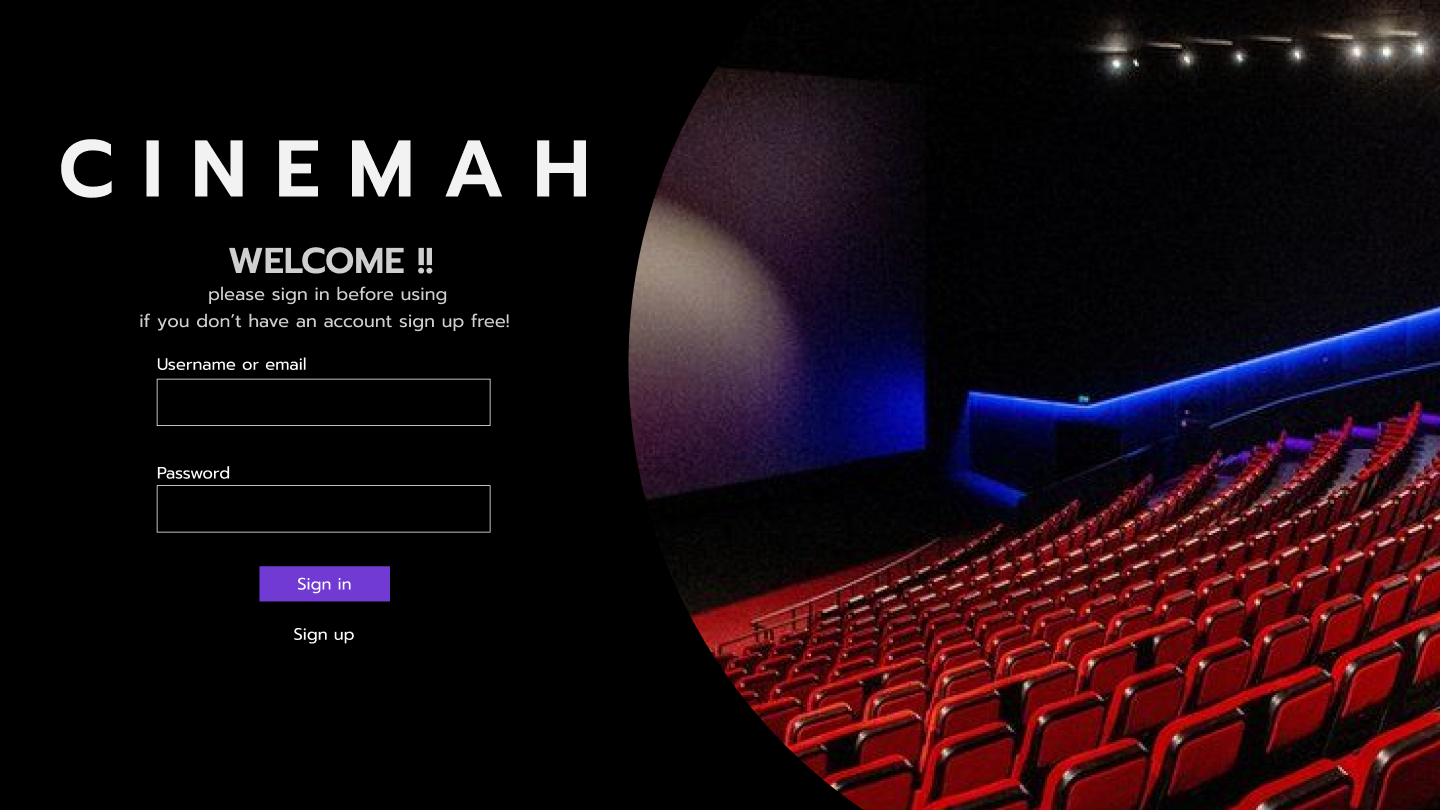 CINEMAH
WELCOME !!
please sign in before using
if you don’t have an account sign up free!
Username or email
Password
Sign in
Sign up